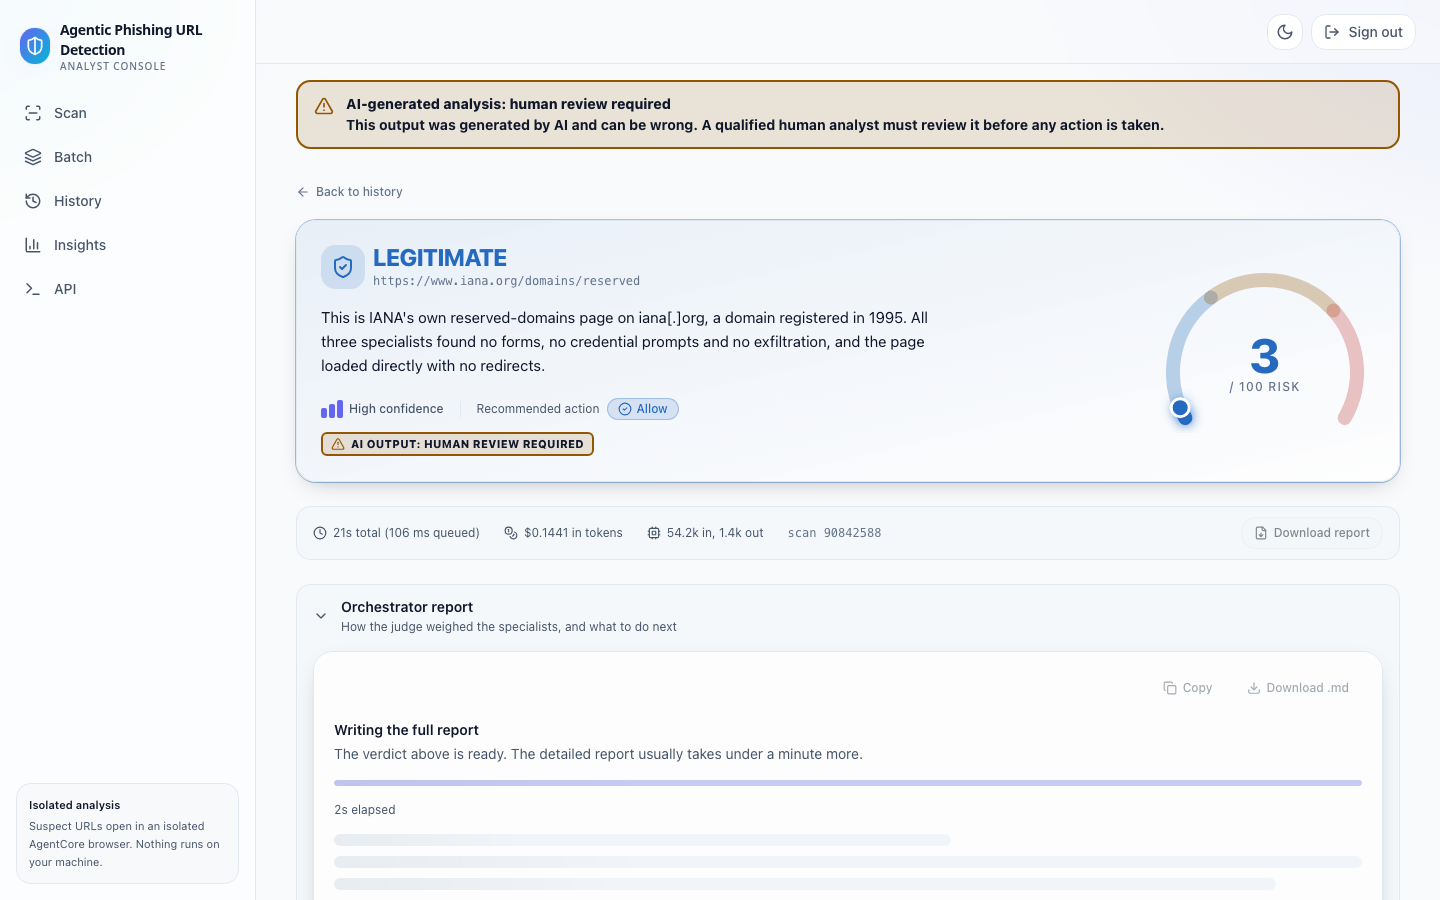 Agentic Phishing URL
Detection
ANALYST CONSOLE
Scan
Batch
History
Insights
API
Isolated analysis
Suspect URLs open in an isolated
AgentCore browser. Nothing runs on
your machine.
Sign out
AI-generated analysis: human review required
This output was generated by AI and can be wrong. A qualified human analyst must review it before any action is taken.
Back to history
LEGITIMATE
https://www.iana.org/domains/reserved
This is IANA's own reserved-domains page on iana[.]org, a domain registered in 1995. All
three specialists found no forms, no credential prompts and no exfiltration, and the page
loaded directly with no redirects.
High confidence
Recommended action
Allow
AI OUTPUT: HUMAN REVIEW REQUIRED
3
/ 100 RISK
21s total (106 ms queued)
$0.1441 in tokens
54.2k in, 1.4k out
scan 90842588
Download report
Orchestrator report
How the judge weighed the specialists, and what to do next
Copy
Download .md
Writing the full report
The verdict above is ready. The detailed report usually takes under a minute more.
2s elapsed